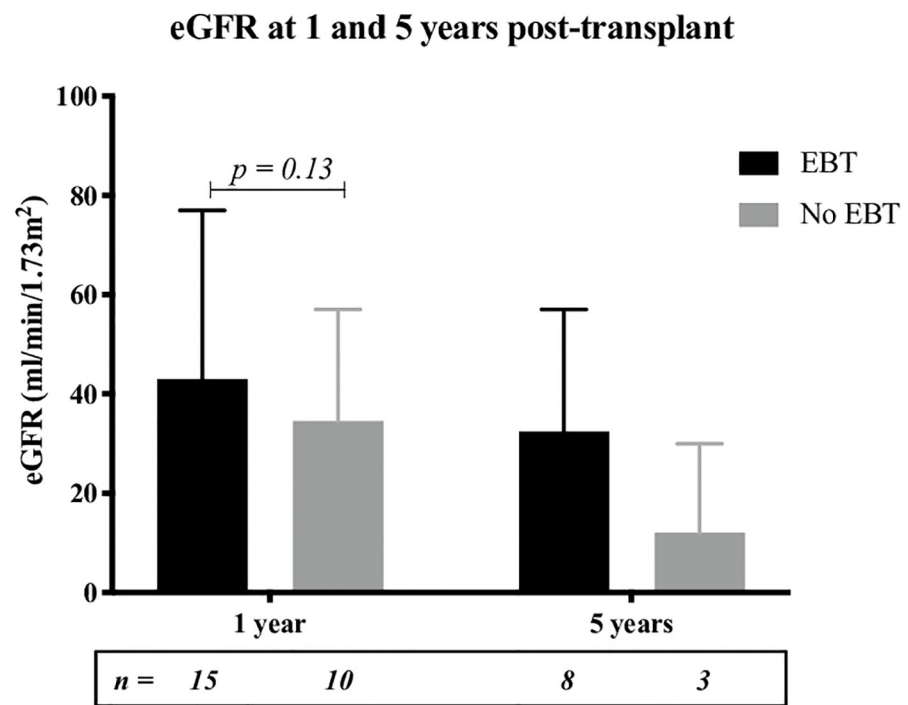 eGFR at 1 and 5 years post-transplant
100
80
60
40
20
0
eGFR (ml/min/1.73m²)
p = 0.13
EBT
No EBT
1 year 5 years
n = 15 10 8 3